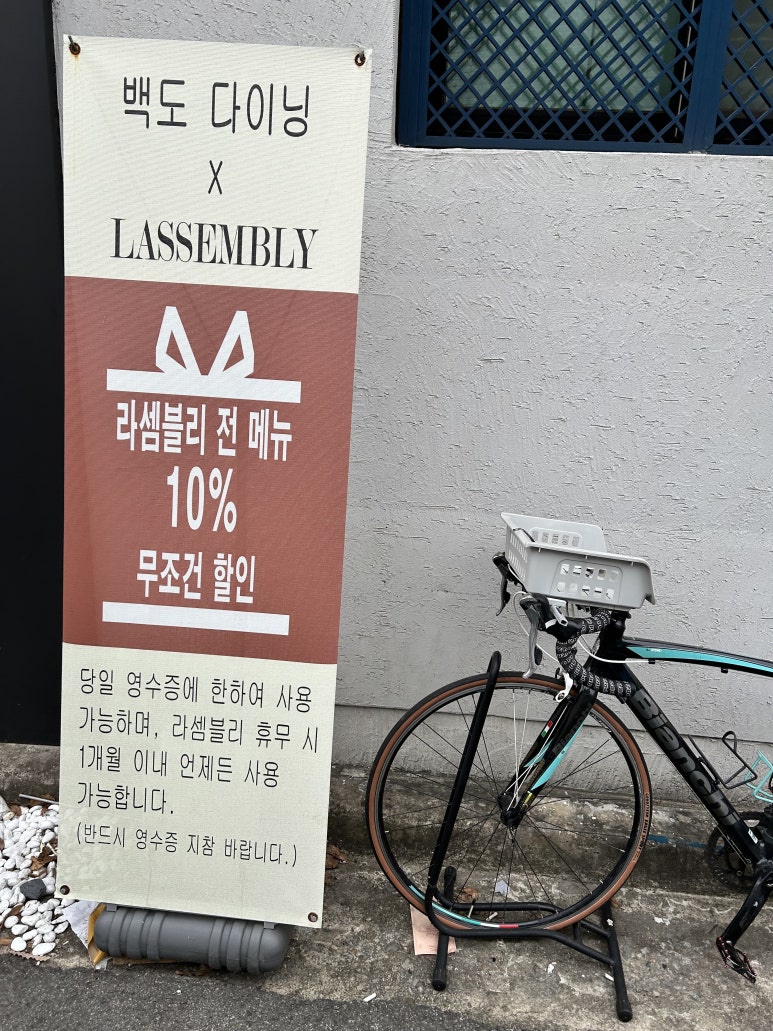 백도 다이닝
X
LASSEMBLY
라셈블리 전 메뉴
10%
무조건 할인
당일 영수증에 한하여 사용
가능하며, 라셈블리 휴무 시
1개월 이내 언제든 사용
가능합니다.
(반드시 영수증 지참 바랍니다.)
Bianchi